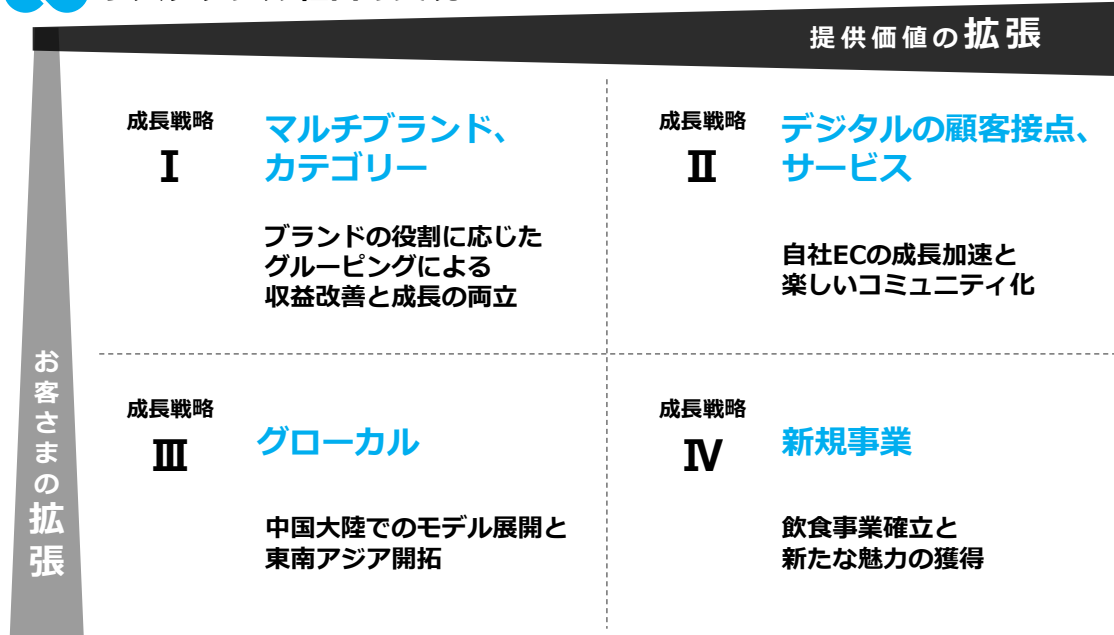 提供価値の拡張
成長戦略
Ⅰ
マルチブランド、
カテゴリー
ブランドの役割に応じた
グルーピングによる
収益改善と成長の両立
成長戦略
Ⅱ
デジタルの顧客接点、
サービス
自社ECの成長加速と
楽しいコミュニティ化
お客さまの拡張
成長戦略
Ⅲ
グローカル
中国大陸でのモデル展開と
東南アジア開拓
成長戦略
Ⅳ
新規事業
飲食事業確立と
新たな魅力の獲得